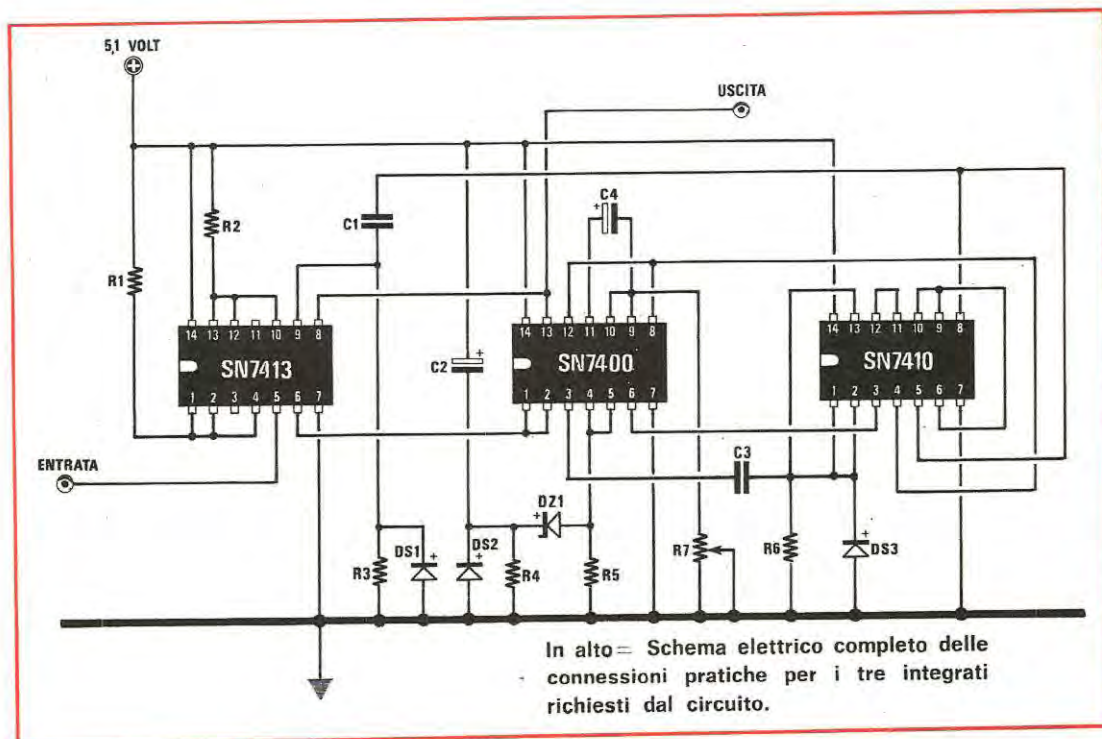 5,1 VOLT
USCITA
R1
R2
C1
C4
C2
14 13 12 11 10 9 8
SN7413
1 2 3 4 5 6 7
14 13 12 11 10 9 8
SN7400
1 2 3 4 5 6 7
14 13 12 11 10 9 8
SN7410
1 2 3 4 5 6 7
ENTRATA
C3
DZ1
R3
DS1
DS2
R4
R5
R7
R6
DS3
In alto = Schema elettrico completo delle
connessioni pratiche per i tre integrati
richiesti dal circuito.